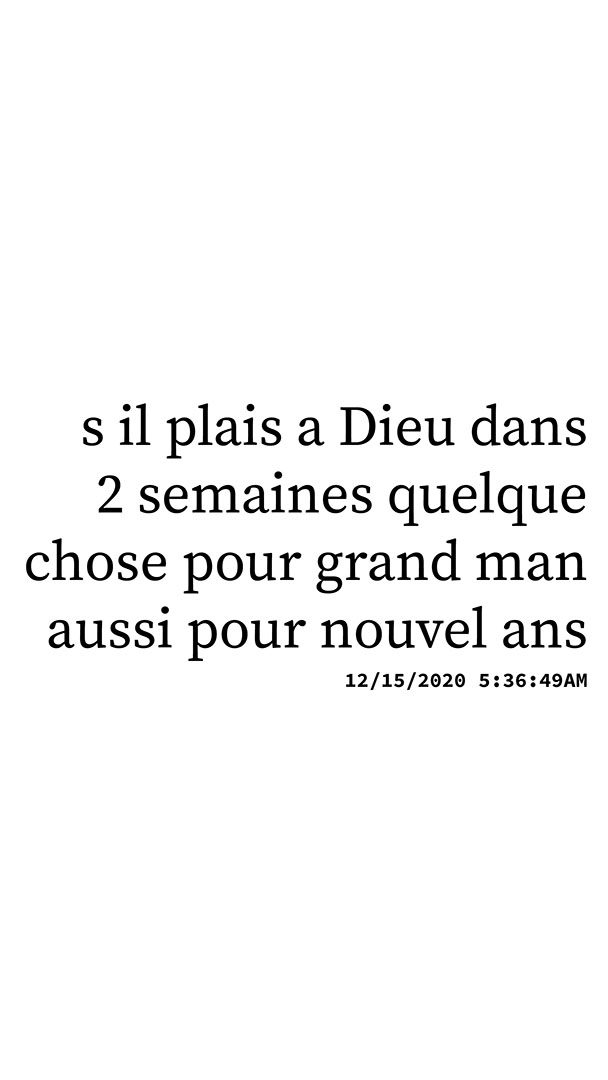 s il plais a Dieu dans
2 semaines quelque
chose pour grand man
aussi pour nouvel ans
12/15/2020 5:36:49AM